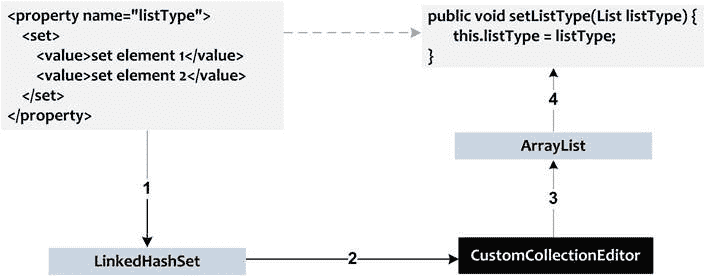 <property name="listType">
<set>
<value>set element 1</value>
<value>set element 2</value>
</set>
</property>
public void setListType(List listType) {
this.listType = listType;
}
4
ArrayList
1
3
LinkedHashSet
2
CustomCollectionEditor